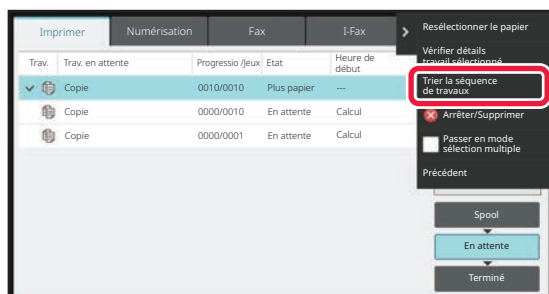 Imprimer
Numérisation
Fax
I-Fax
Trav.
Trav. en attente
Progressio /Jeux
Etat
Heure de
début
Copie
0010/0010
Plus papier
---
Copie
0000/0010
En attente
Calcul
Copie
0000/0001
En attente
Calcul
Resélectionner le papier
Vérifier détails
travail sélectionné
Trier la séquence
de travaux
Arrêter/Supprimer
Passer en mode
sélection multiple
Précédent
Spool
En attente
Terminé